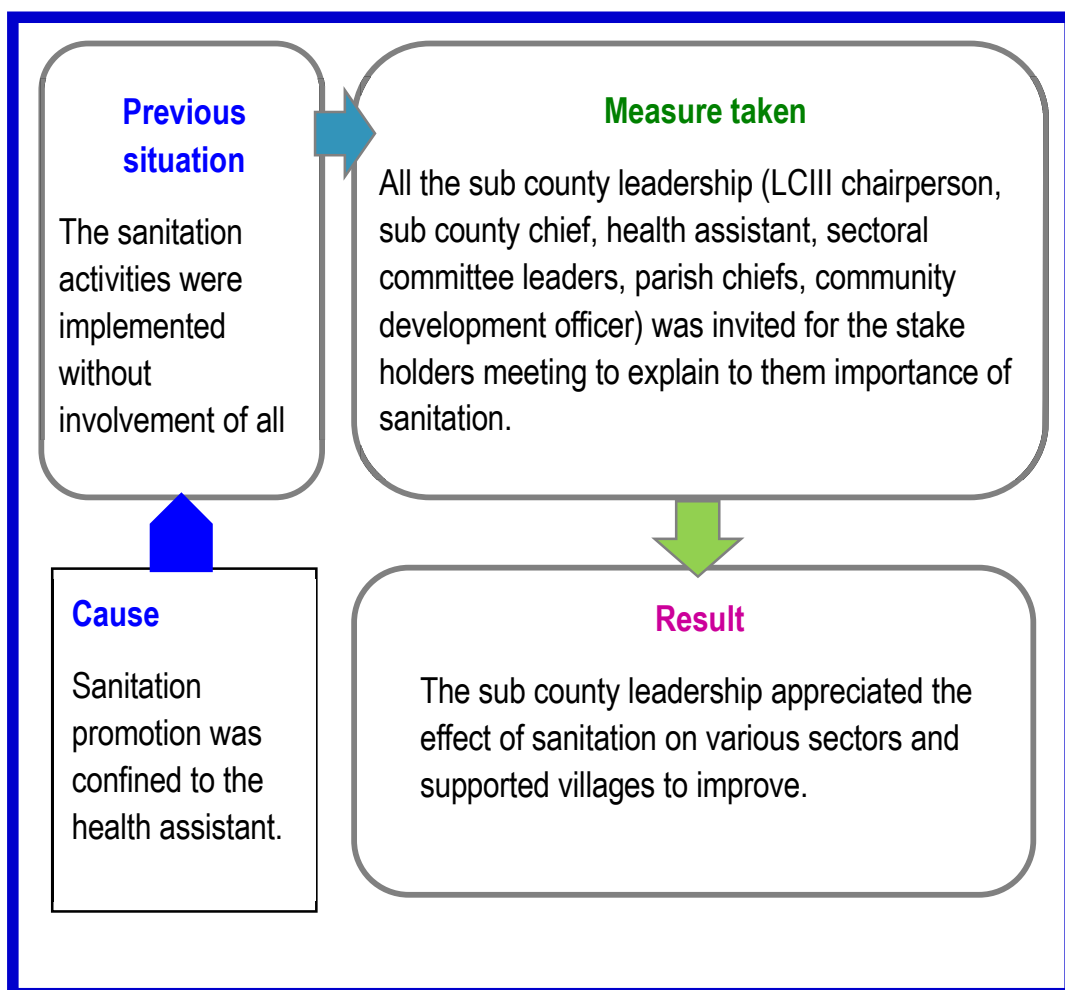 Previous
situation
The sanitation
activities were
implemented
without
involvement of all
Measure taken
All the sub county leadership (LCIII chairperson,
sub county chief, health assistant, sectoral
committee leaders, parish chiefs, community
development officer) was invited for the stake
holders meeting to explain to them importance of
sanitation.
Cause
Sanitation
promotion was
confined to the
health assistant.
Result
The sub county leadership appreciated the
effect of sanitation on various sectors and
supported villages to improve.